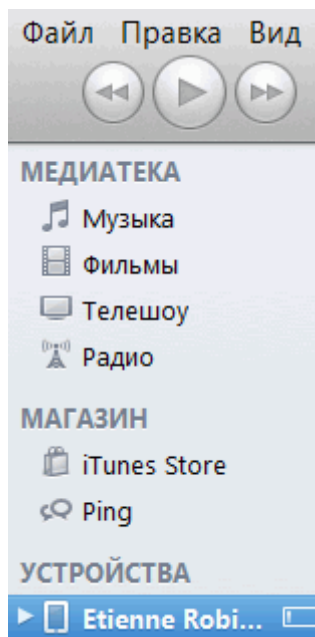 Файл Правка Вид
МЕДИАТЕКА
Музыка
Фильмы
Телешоу
Радио
МАГАЗИН
iTunes Store
Ping
УСТРОЙСТВА
Etienne Robi...